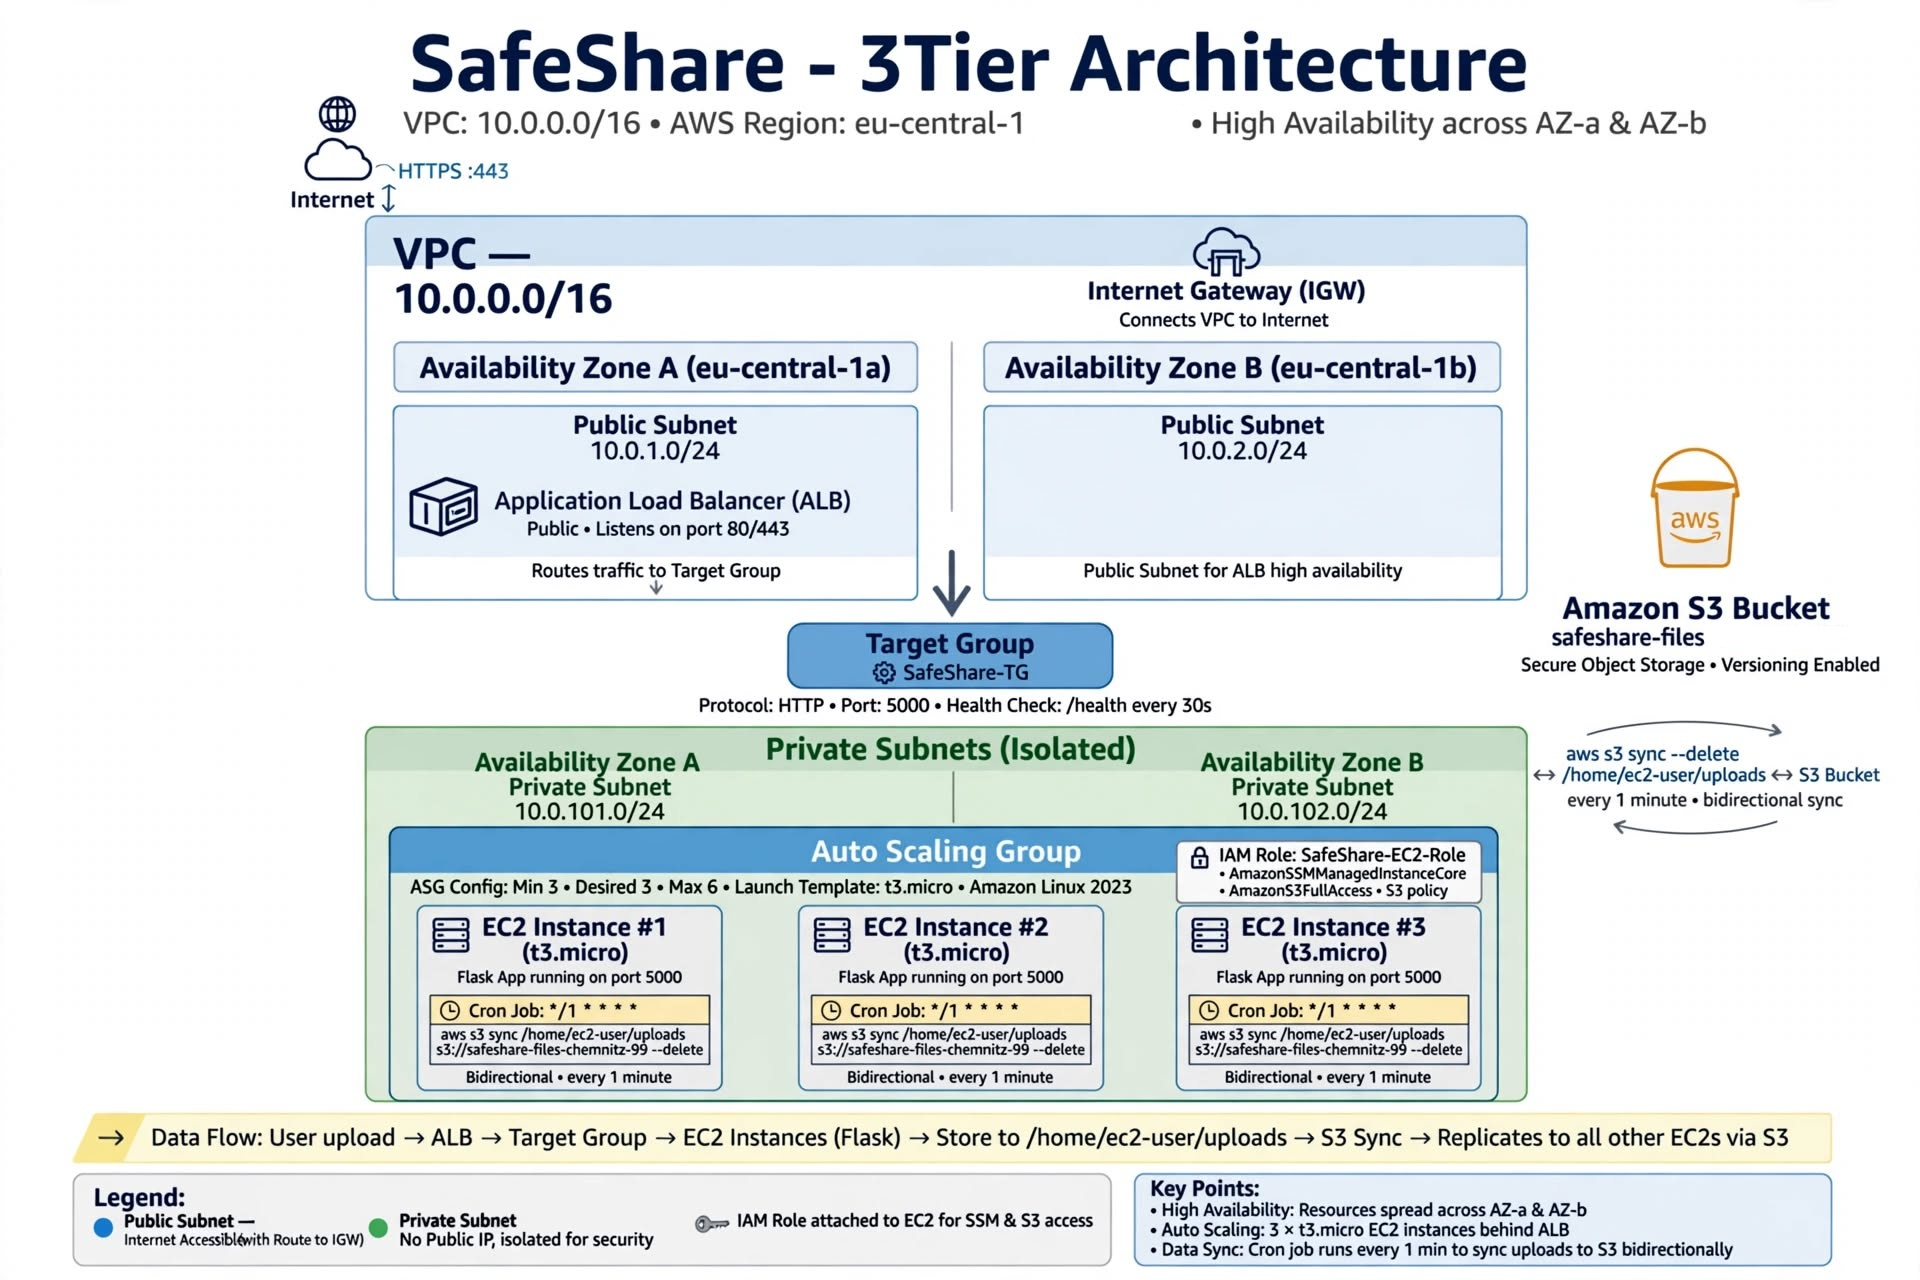 SafeShare - 3Tier Architecture
VPC: 10.0.0.0/16 • AWS Region: eu-central-1 • High Availability across AZ-a & AZ-b
HTTPS :443
Internet
VPC —
10.0.0.0/16
Internet Gateway (IGW)
Connects VPC to Internet
Availability Zone A (eu-central-1a)
Public Subnet
10.0.1.0/24
Application Load Balancer (ALB)
Public • Listens on port 80/443
Routes traffic to Target Group
Availability Zone B (eu-central-1b)
Public Subnet
10.0.2.0/24
Public Subnet for ALB high availability
aws
Amazon S3 Bucket
safeshare-files
Secure Object Storage • Versioning Enabled
Target Group
SafeShare-TG
Protocol: HTTP • Port: 5000 • Health Check: /health every 30s
aws s3 sync --delete
↔ /home/ec2-user/uploads ↔ S3 Bucket
every 1 minute • bidirectional sync
Private Subnets (Isolated)
Availability Zone A
Private Subnet
10.0.101.0/24
Availability Zone B
Private Subnet
10.0.102.0/24
Auto Scaling Group
ASG Config: Min 3 • Desired 3 • Max 6 • Launch Template: t3.micro • Amazon Linux 2023
IAM Role: SafeShare-EC2-Role
• AmazonSSMManagedInstanceCore
• AmazonS3FullAccess • S3 policy
EC2 Instance #1
(t3.micro)
Flask App running on port 5000
Cron Job: */1 * * * *
aws s3 sync /home/ec2-user/uploads
s3://safeshare-files-chemnitz-99 --delete
Bidirectional • every 1 minute
EC2 Instance #2
(t3.micro)
Flask App running on port 5000
Cron Job: */1 * * * *
aws s3 sync /home/ec2-user/uploads
s3://safeshare-files-chemnitz-99 --delete
Bidirectional • every 1 minute
EC2 Instance #3
(t3.micro)
Flask App running on port 5000
Cron Job: */1 * * * *
aws s3 sync /home/ec2-user/uploads
s3://safeshare-files-chemnitz-99 --delete
Bidirectional • every 1 minute
→ Data Flow: User upload → ALB → Target Group → EC2 Instances (Flask) → Store to /home/ec2-user/uploads → S3 Sync → Replicates to all other EC2s via S3
Legend:
Public Subnet —
Internet Accessible (with Route to IGW)
Private Subnet
No Public IP, isolated for security
IAM Role attached to EC2 for SSM & S3 access
Key Points:
• High Availability: Resources spread across AZ-a & AZ-b
• Auto Scaling: 3 × t3.micro EC2 instances behind ALB
• Data Sync: Cron job runs every 1 min to sync uploads to S3 bidirectionally